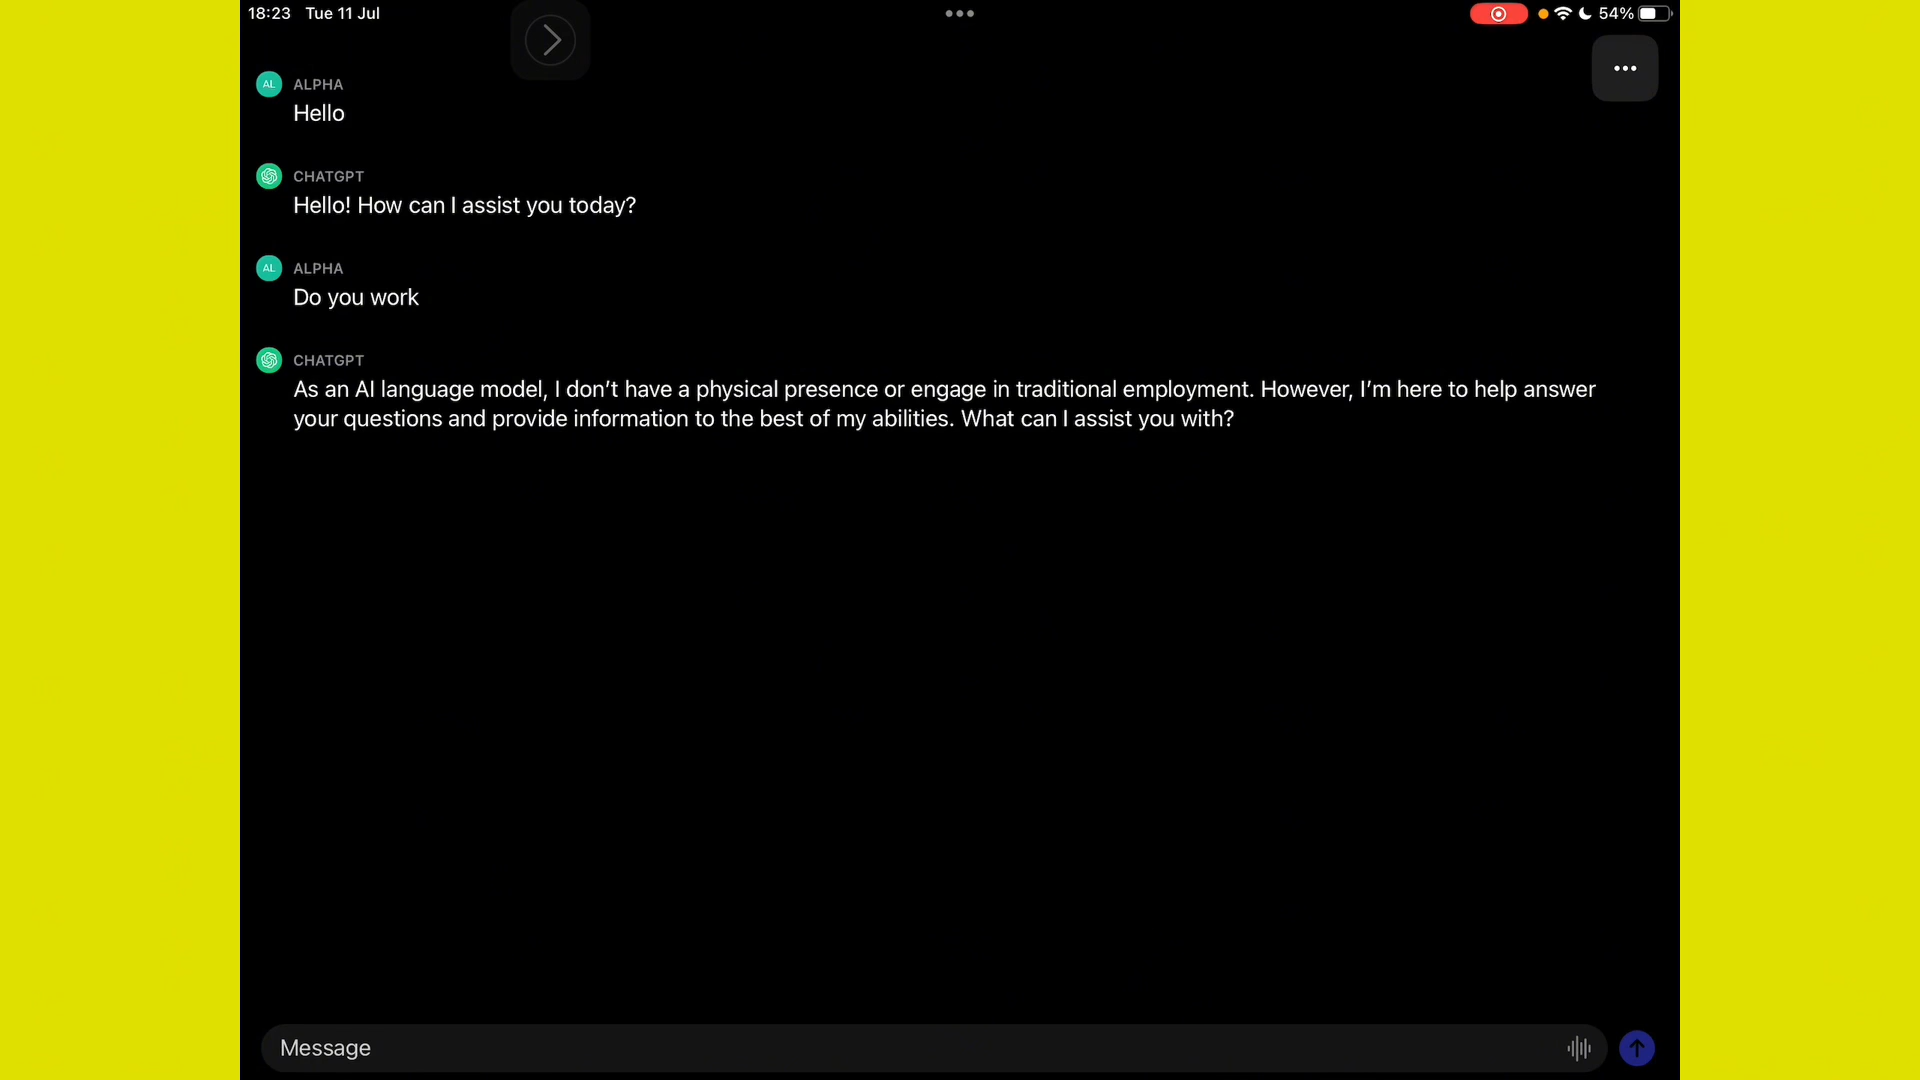 18:23 Tue 11 Jul
54%
AL ALPHA
Hello
CHATGPT
Hello! How can I assist you today?
AL ALPHA
Do you work
CHATGPT
As an AI language model, I don’t have a physical presence or engage in traditional employment. However, I’m here to help answer
your questions and provide information to the best of my abilities. What can I assist you with?
Message